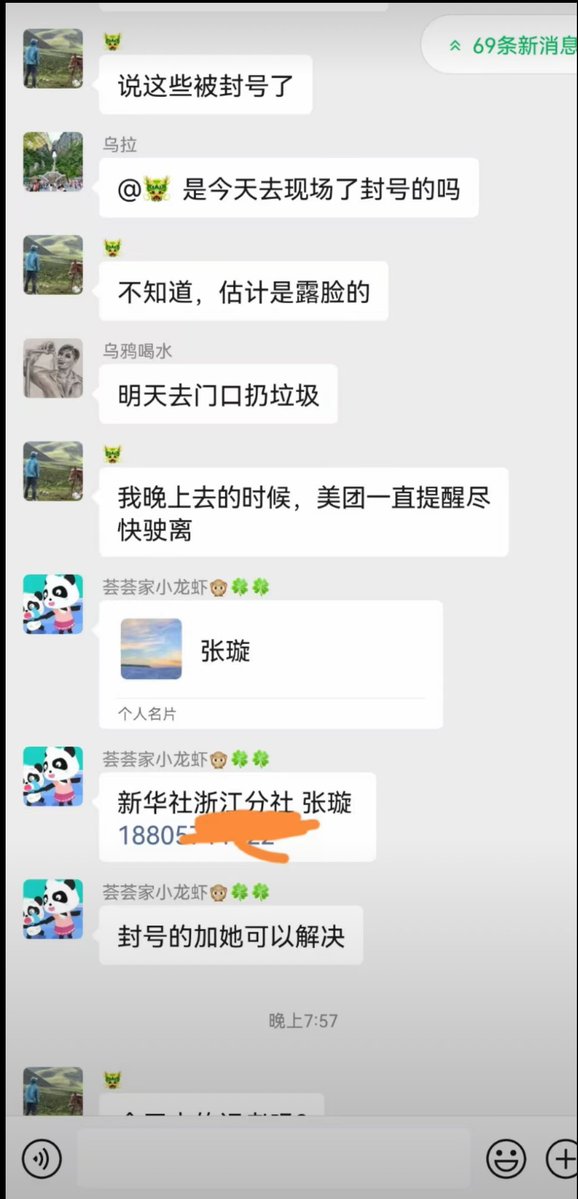 69条新消息
说这些被封号了
乌拉
@ 是今天去现场了封号的吗
不知道，估计是露脸的
乌鸦喝水
明天去门口扔垃圾
我晚上去的时候，美团一直提醒尽
快驶离
荟荟家小龙虾🐵🍀🍀
张璇
个人名片
荟荟家小龙虾🐵🍀🍀
新华社浙江分社 张璇
荟荟家小龙虾🐵🍀🍀
封号的加她可以解决
晚上7:57